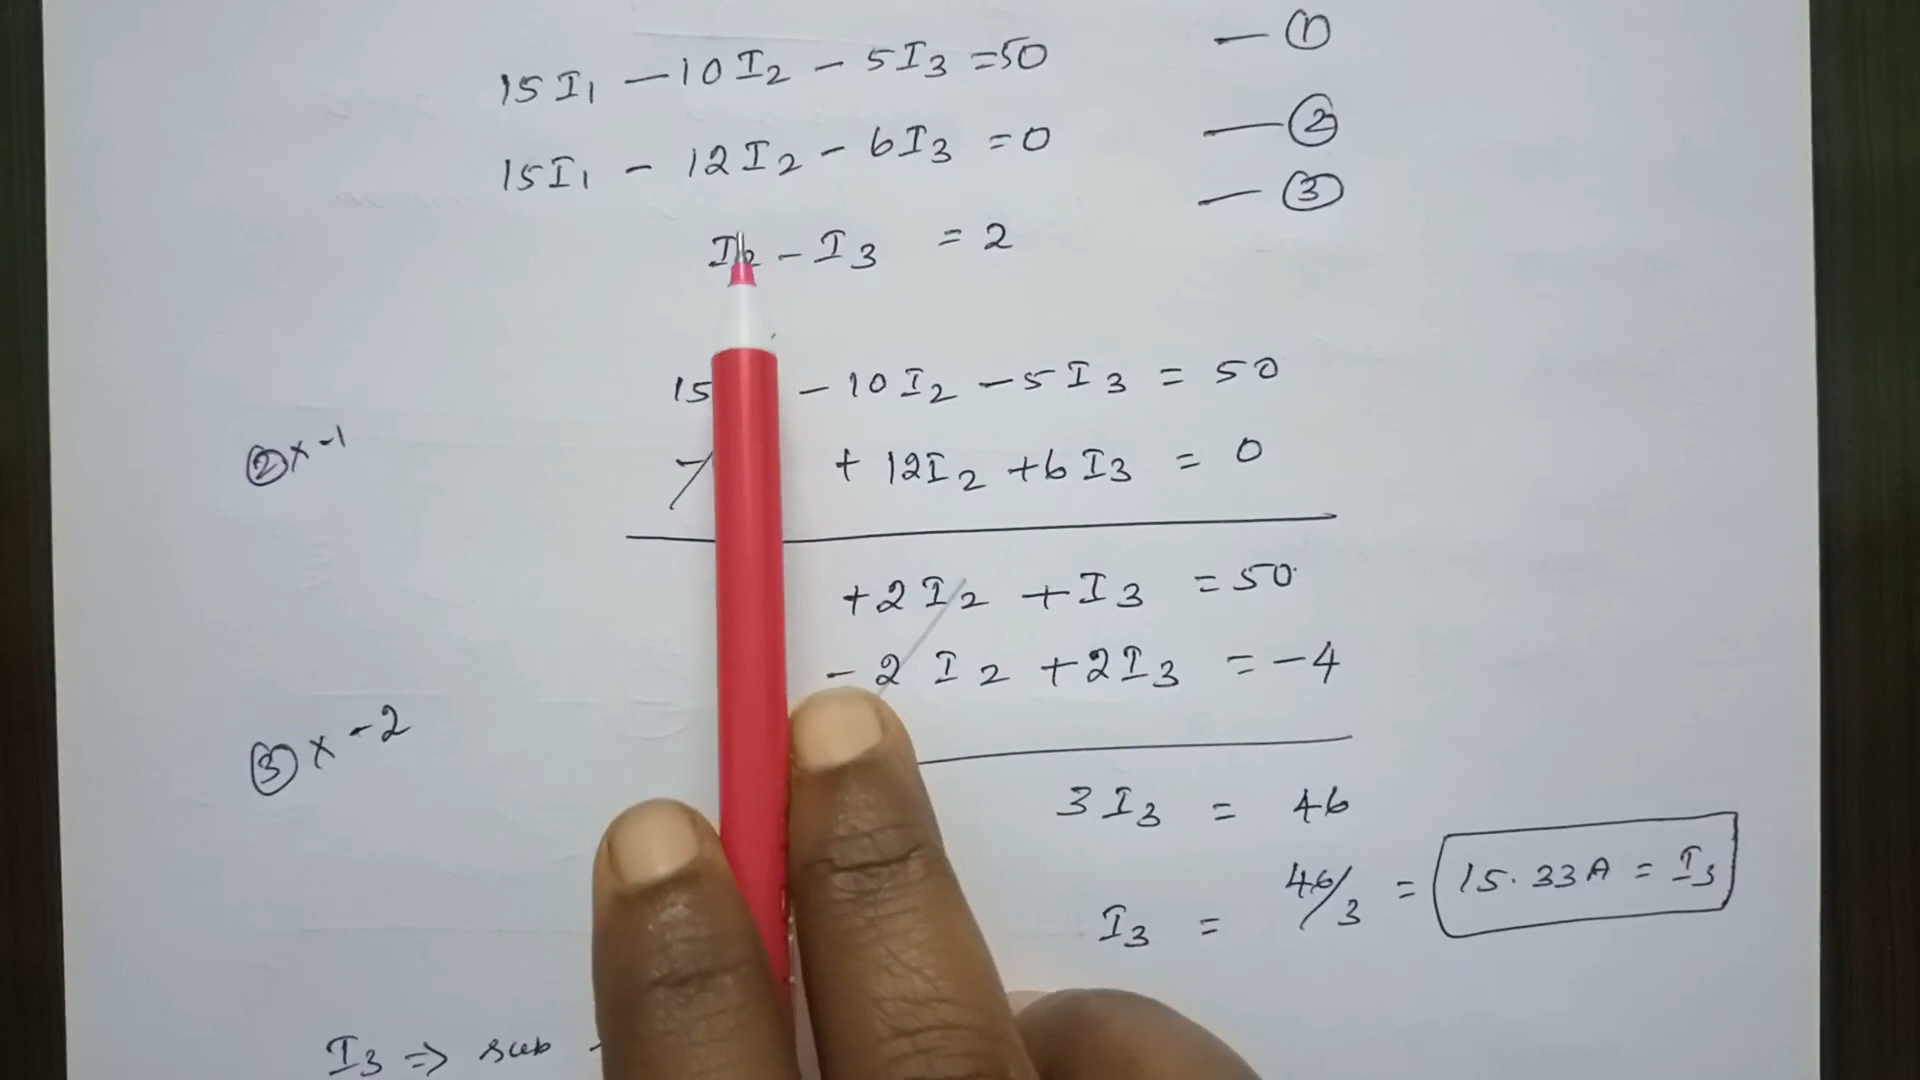 15I₁ - 10I₂ - 5I₃ = 50 — ①
15I₁ - 12I₂ - 6I₃ = 0 — ②
I₂ - I₃ = 2 — ③
15 - 10I₂ - 5I₃ = 50
②x-1 + 12I₂ + 6I₃ = 0
+2I₂ + I₃ = 50
③x-2 -2I₂ + 2I₃ = -4
3I₃ = 46
I₃ = 46/3 = 15.33A = I₃
I₃ ⇒ sub